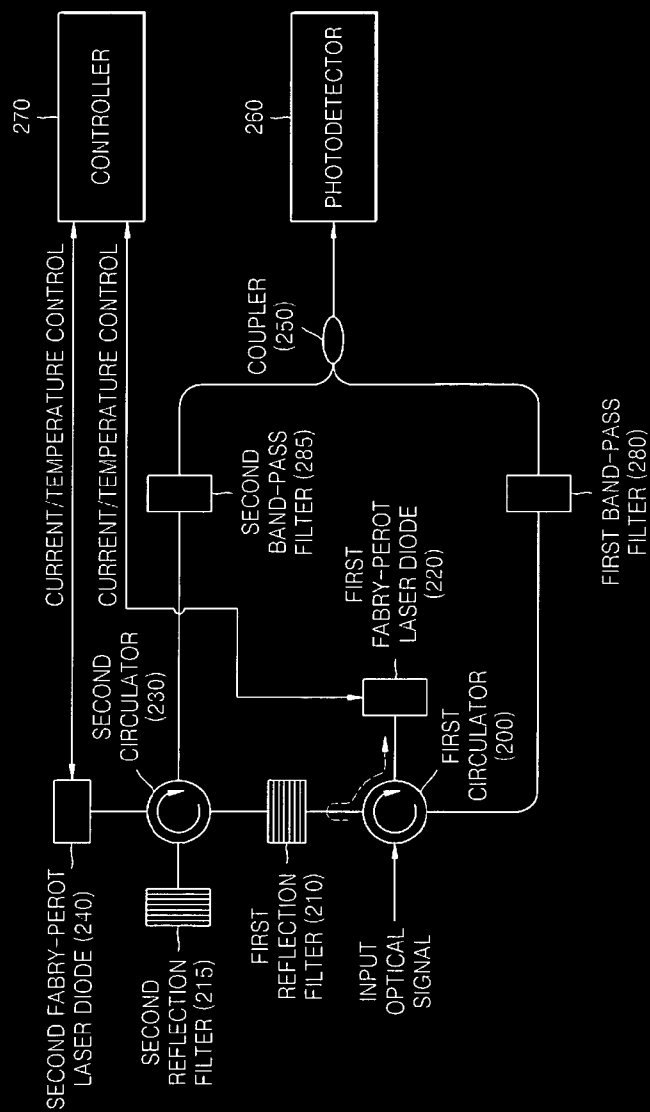 SECOND FABRY-PEROT
LASER DIODE (240)
CURRENT/TEMPERATURE CONTROL
270
CONTROLLER
CURRENT/TEMPERATURE CONTROL
SECOND
CIRCULATOR
(230)
SECOND
REFLECTION
FILTER (215)
SECOND
BAND-PASS
FILTER (285)
COUPLER
(250)
260
PHOTODETECTOR
FIRST
REFLECTION
FILTER (210)
FIRST
FABRY-PEROT
LASER DIODE
(220)
INPUT
OPTICAL
SIGNAL
FIRST
CIRCULATOR
(200)
FIRST BAND-PASS
FILTER (280)